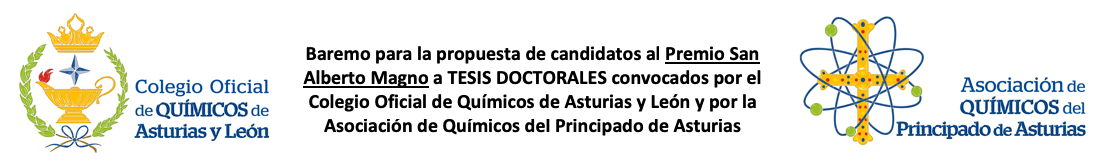 Colegio Oficial
de QUÍMICOS de
Asturias y León
Baremo para la propuesta de candidatos al Premio San
Alberto Magno a TESIS DOCTORALES convocados por el
Colegio Oficial de Químicos de Asturias y León y por la
Asociación de Químicos del Principado de Asturias
Asociación de
QUÍMICOS del
Principado de Asturias